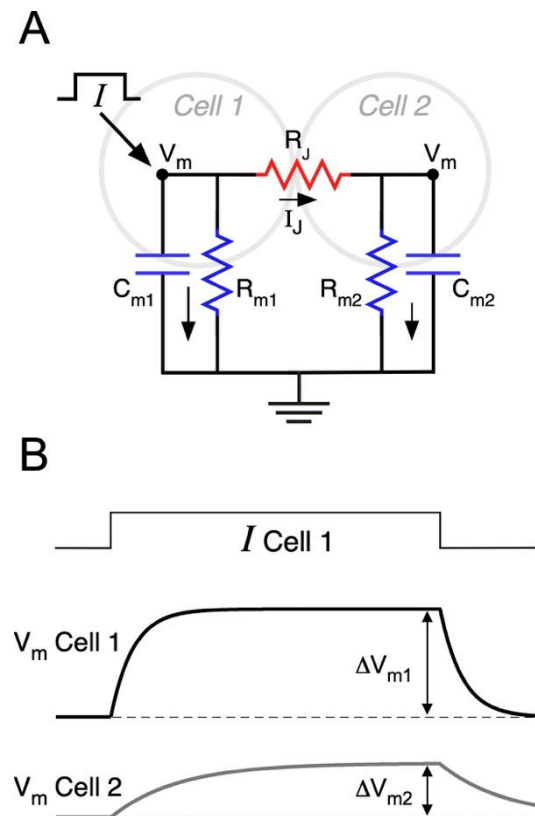 A
I
Cell 1
Cell 2
Vm
RJ
Vm
IJ
Cm1
Rm1
Rm2
Cm2
B
I Cell 1
Vm Cell 1
ΔVm1
Vm Cell 2
ΔVm2